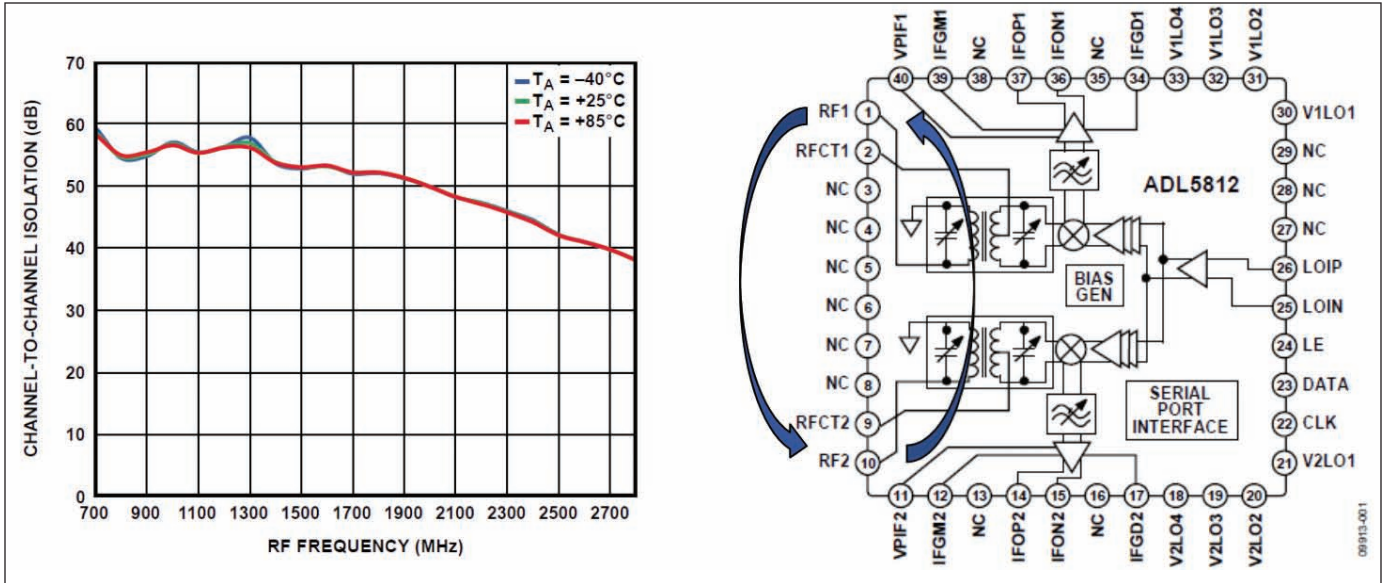 CHANNEL-TO-CHANNEL ISOLATION (dB)
70
60
50
40
30
20
10
0
TA = –40°C
TA = +25°C
TA = +85°C
700
900
1100
1300
1500
1700
1900
2100
2300
2500
2700
RF FREQUENCY (MHz)
VPIF1
IFGM1
NC
IFOP1
IFON1
NC
IFGD1
V1LO4
V1LO3
V1LO2
40
39
38
37
36
35
34
33
32
31
RF1 1
RFCT1 2
NC 3
NC 4
NC 5
NC 6
NC 7
NC 8
RFCT2 9
RF2 10
ADL5812
BIAS
GEN
SERIAL
PORT
INTERFACE
30 V1LO1
29 NC
28 NC
27 NC
26 LOIP
25 LOIN
24 LE
23 DATA
22 CLK
21 V2LO1
11
12
13
14
15
16
17
18
19
20
VPIF2
IFGM2
NC
IFOP2
IFON2
NC
IFGD2
V2LO4
V2LO3
V2LO2
09913-001